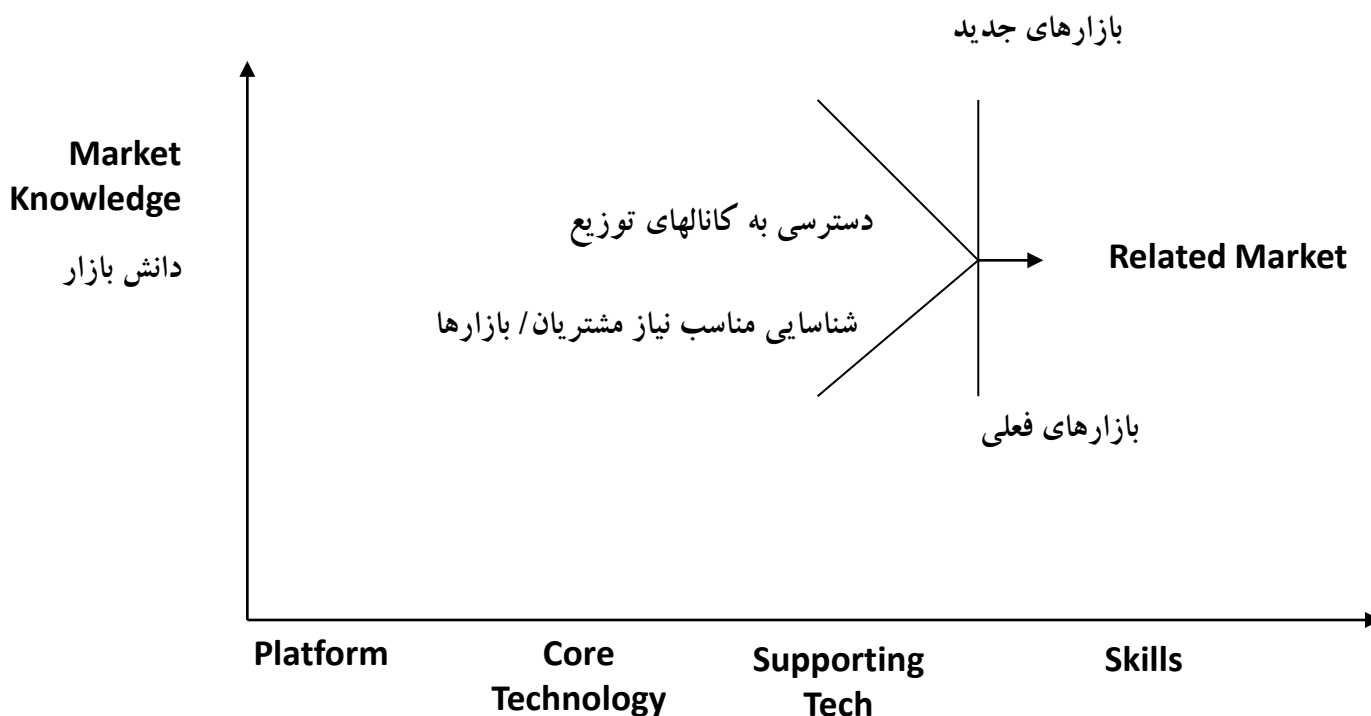 بازارهای جدید
Market
Knowledge
دانش بازار
دسترسی به کانالهای توزیع
Related Market
شناسایی مناسب نیاز مشتریان/ بازارها
بازارهای فعلی
Platform
Core
Technology
Supporting
Tech
Skills